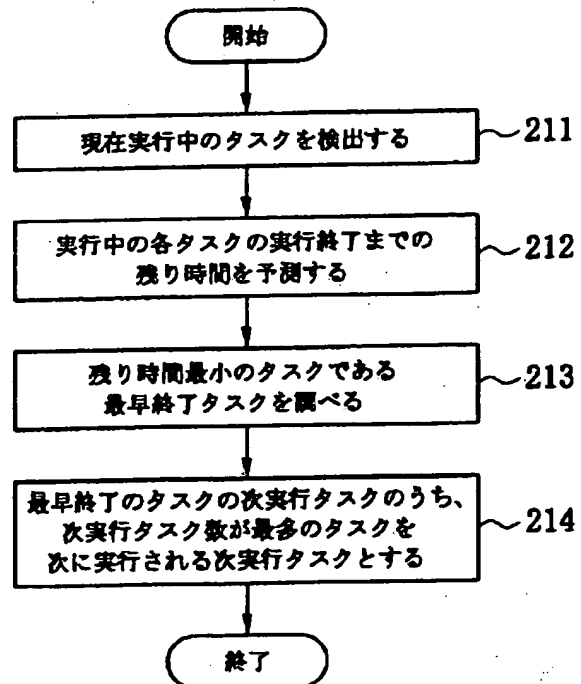 開始
現在実行中のタスクを検出する
211
実行中の各タスクの実行終了までの
残り時間を予測する
212
残り時間最小のタスクである
最早終了タスクを調べる
213
最早終了のタスクの次実行タスクのうち、
次実行タスク数が最多のタスクを
次に実行される次実行タスクとする
214
終了